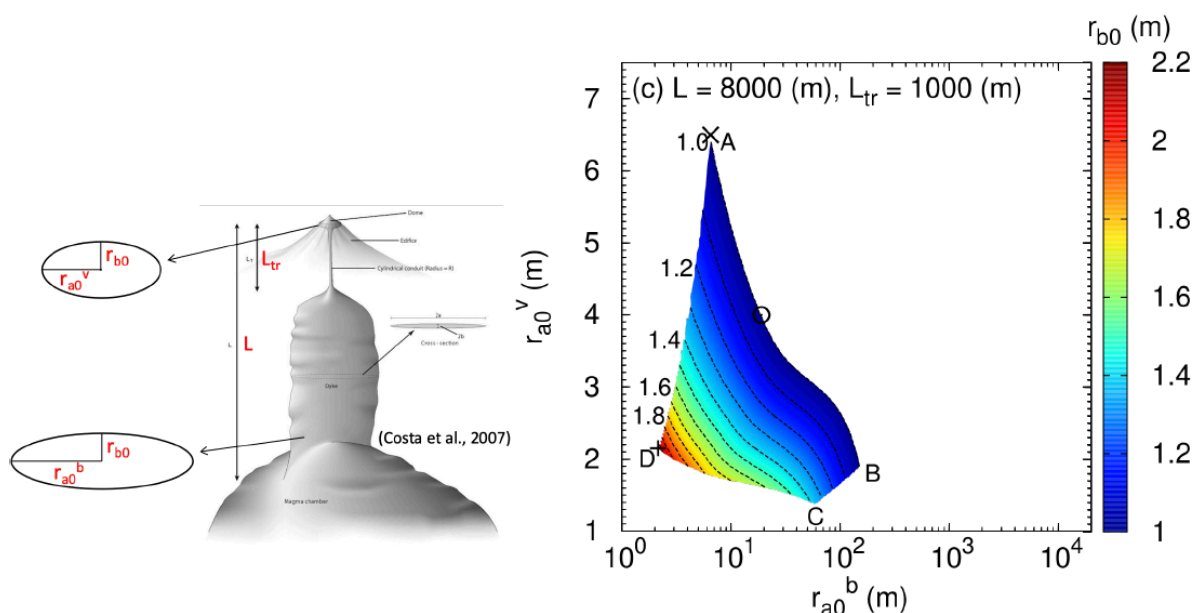 Dome
Edifice
L_T
L_tr
Cylindrical conduit (Radius = R)
r_b0
r_a0^v
2a
2b
Cross-section
L
L
Dyke
r_b0
r_a0^b
(Costa et al., 2007)
Magma chamber
r_b0 (m)
(c) L = 8000 (m), L_tr = 1000 (m)
7
6
5
4
3
2
1
r_a0^v (m)
1.0
A
1.2
1.4
1.6
1.8
D
B
C
10^0
10^1
10^2
10^3
10^4
r_a0^b (m)
2.2
2
1.8
1.6
1.4
1.2
1